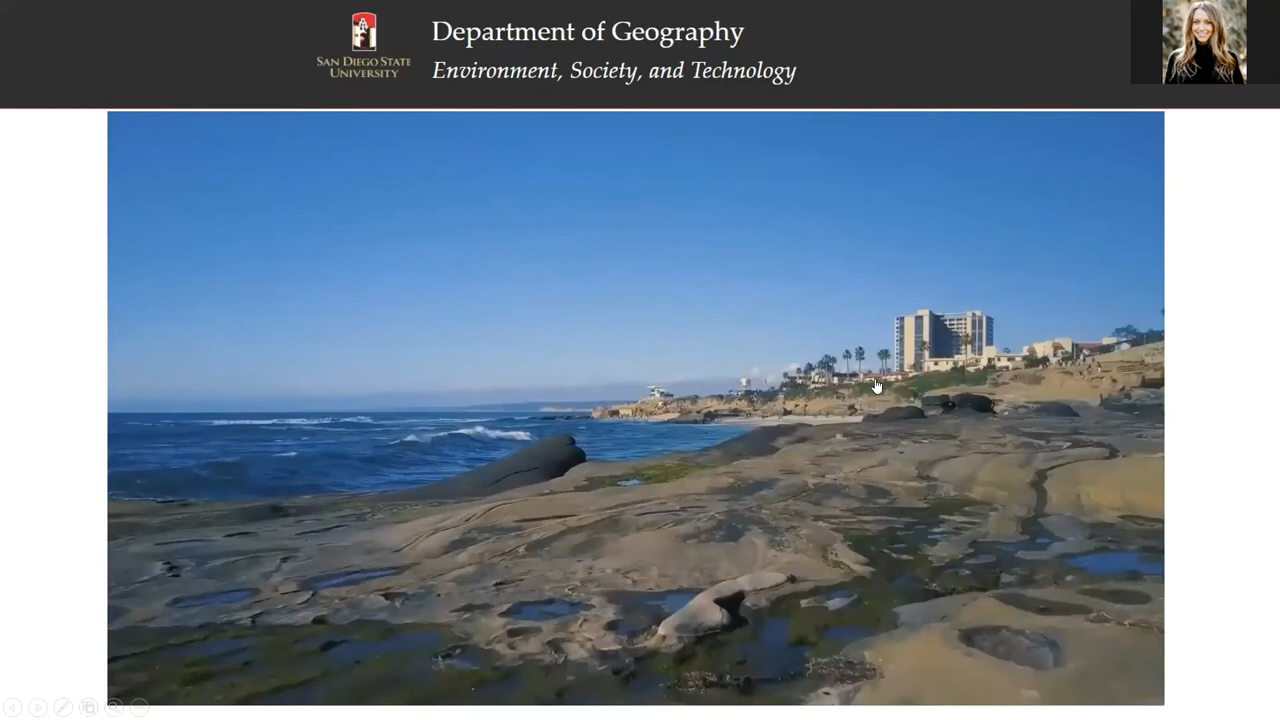 SAN DIEGO STATE
UNIVERSITY
Department of Geography
Environment, Society, and Technology